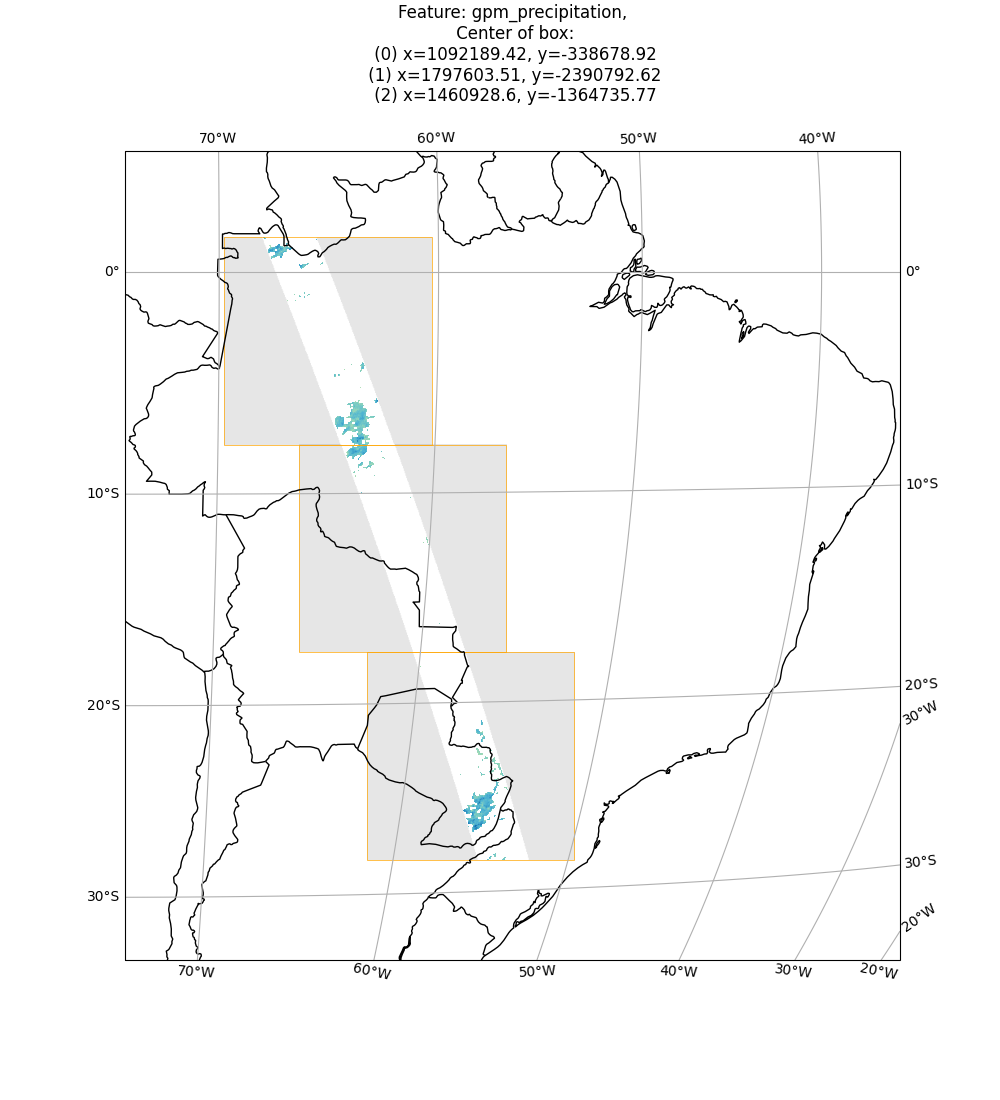 Feature: gpm_precipitation,
Center of box:
(0) x=1092189.42, y=-338678.92
(1) x=1797603.51, y=-2390792.62
(2) x=1460928.6, y=-1364735.77
70°W 60°W 50°W 40°W
0° 0°
10°S 10°S
20°S 20°S
30°W
30°S 30°S
20°W
70°W 60°W 50°W 40°W 30°W 20°W